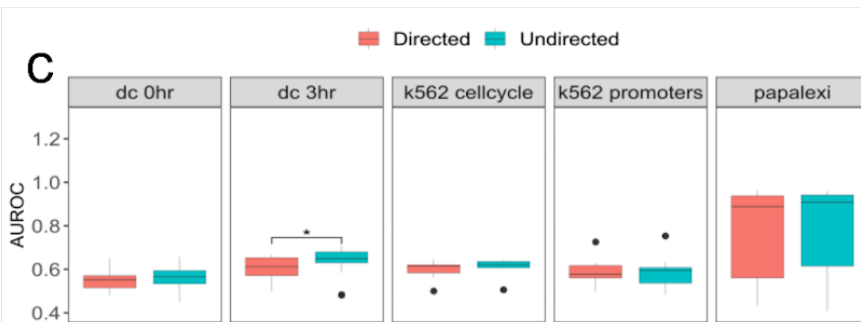 Directed Undirected
C
dc 0hr dc 3hr k562 cellcycle k562 promoters papalexi
AUROC
1.2
1.0
0.8
0.6
0.4
*